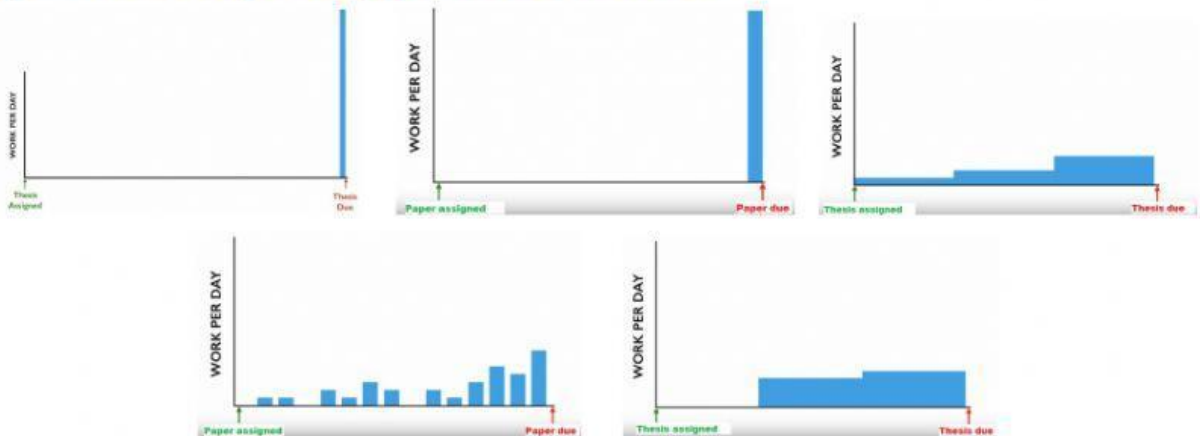 WORK PER DAY
Thesis
Assigned
Thesis
Due
WORK PER DAY
Paper assigned
Paper due
WORK PER DAY
Thesis assigned
Thesis due
WORK PER DAY
Paper assigned
Paper due
WORK PER DAY
Thesis assigned
Thesis due